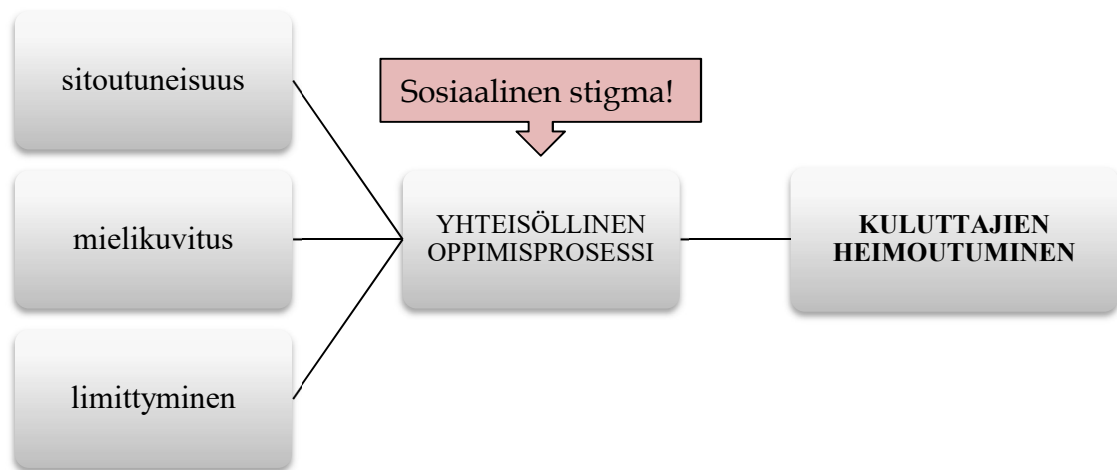 sitoutuneisuus
Sosiaalinen stigma!
mielikuvitus
YHTEISÖLLINEN
OPPIMISPROSESSI
KULUTTAJIEN
HEIMOUTUMINEN
limittyminen